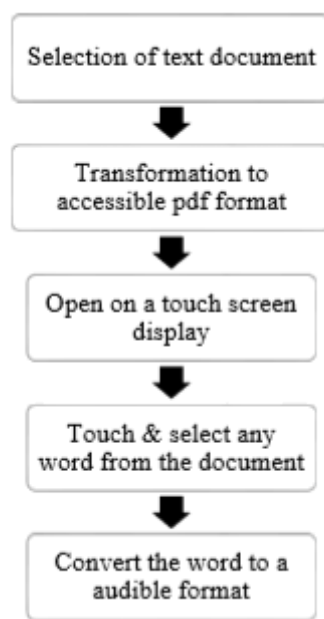 Selection of text document
Transformation to
accessible pdf format
Open on a touch screen
display
Touch & select any
word from the document
Convert the word to a
audible format